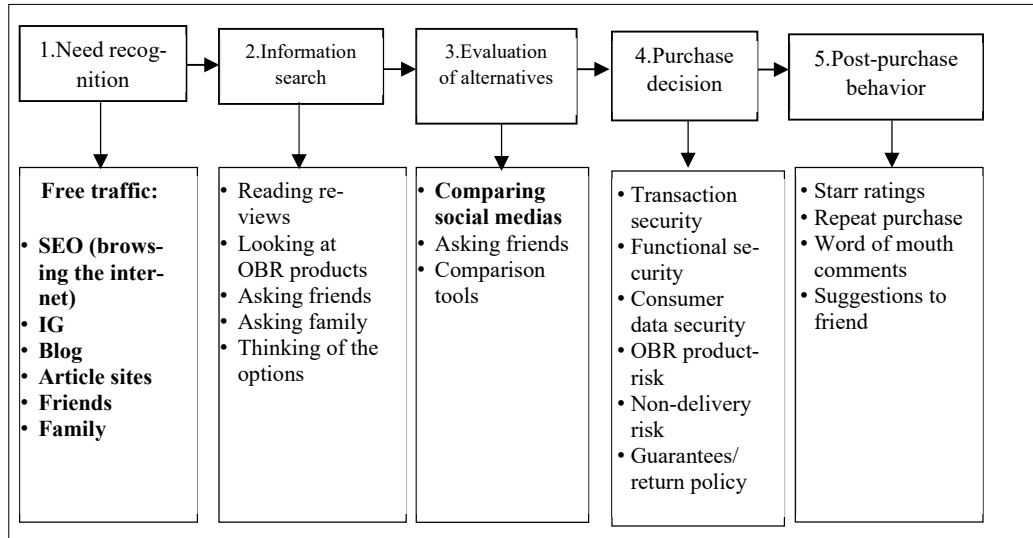 1.Need recog-
nition
2.Information
search
3.Evaluation
of alternatives
4.Purchase
decision
5.Post-purchase
behavior
Free traffic:
• SEO (brows-
ing the inter-
net)
• IG
• Blog
• Article sites
• Friends
• Family
• Reading re-
views
• Looking at
OBR products
• Asking friends
• Asking family
• Thinking of the
options
• Comparing
social medias
• Asking friends
• Comparison
tools
• Transaction
security
• Functional se-
curity
• Consumer
data security
• OBR product-
risk
• Non-delivery
risk
• Guarantees/
return policy
• Starr ratings
• Repeat purchase
• Word of mouth
comments
• Suggestions to
friend